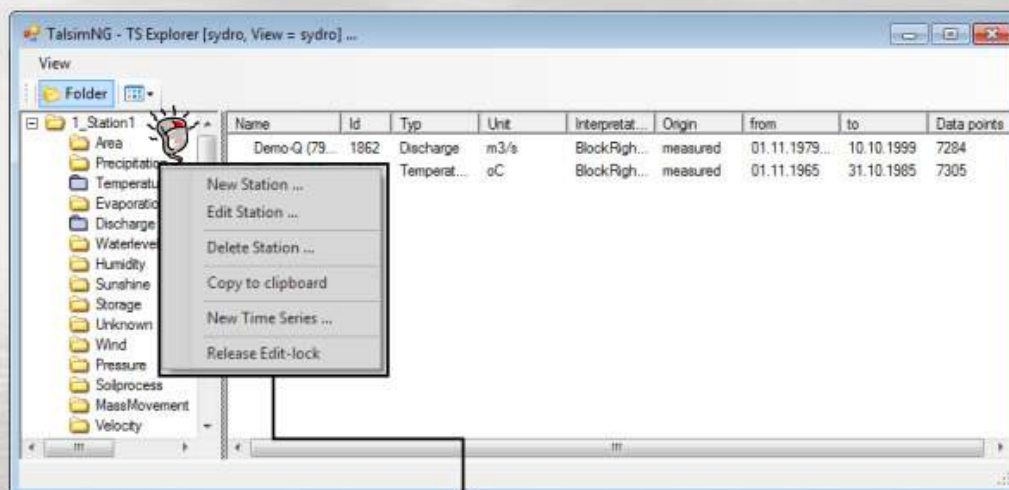 TalsimNG - TS Explorer [sydro, View = sydro] ...
View
Folder
1_Station1
Area
Precipitation
Temperatu
Evaporatio
Discharge
Waterleve
Humidity
Sunshine
Storage
Unknown
Wind
Pressure
Soilprocess
MassMovement
Velocity
New Station ...
Edit Station ...
Delete Station ...
Copy to clipboard
New Time Series ...
Release Edit-lock
Name Id Typ Unit Interpretat... Origin from to Data points
Demo-Q (79... 1862 Discharge m3/s BlockRigh... measured 01.11.1979... 10.10.1999 7284
Temperat... oC BlockRigh... measured 01.11.1965 31.10.1985 7305